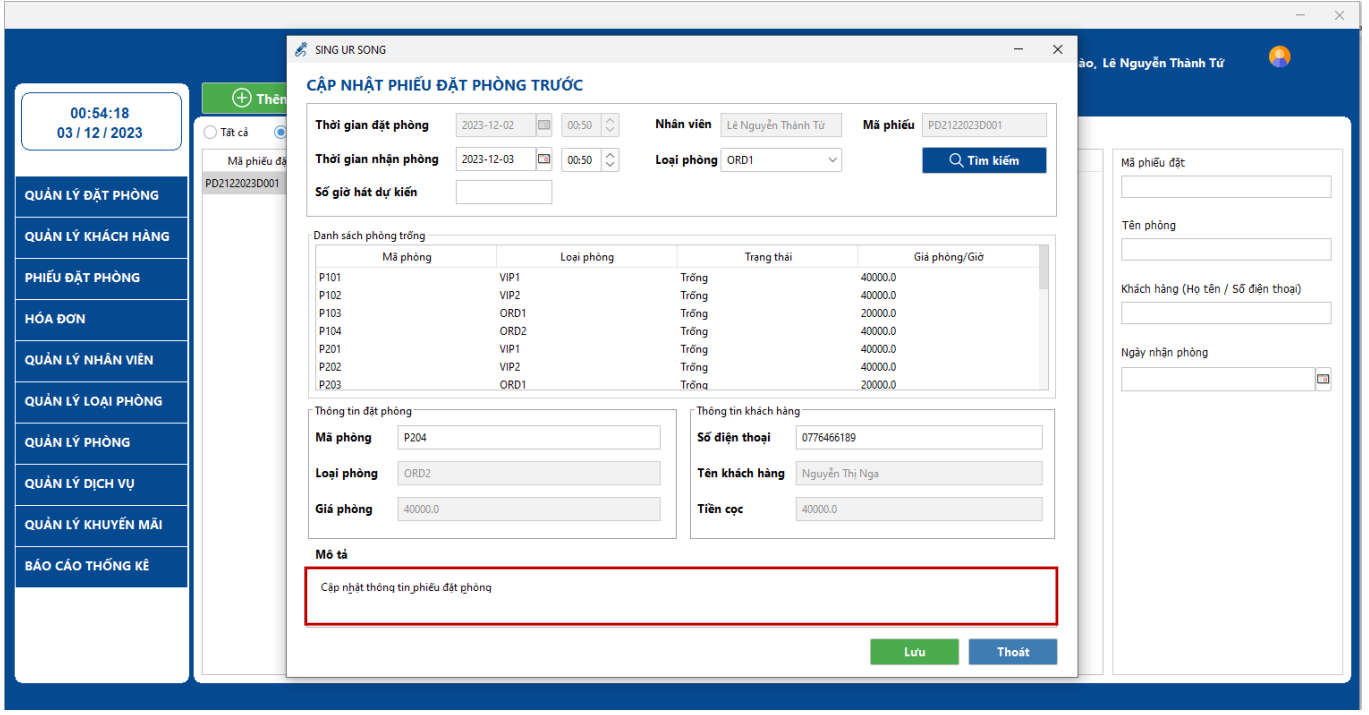 SING UR SONG
ào, Lê Nguyễn Thành Tứ
00:54:18
03 / 12 / 2023
QUẢN LÝ ĐẶT PHÒNG
QUẢN LÝ KHÁCH HÀNG
PHIẾU ĐẶT PHÒNG
HÓA ĐƠN
QUẢN LÝ NHÂN VIÊN
QUẢN LÝ LOẠI PHÒNG
QUẢN LÝ PHÒNG
QUẢN LÝ DỊCH VỤ
QUẢN LÝ KHUYẾN MÃI
BÁO CÁO THỐNG KÊ
Thên
Tất cả
Mã phiếu đặ
PD2122023D001
CẬP NHẬT PHIẾU ĐẶT PHÒNG TRƯỚC
Thời gian đặt phòng 2023-12-02 00:50 Nhân viên Lê Nguyễn Thành Tứ Mã phiếu PD2122023D001
Thời gian nhận phòng 2023-12-03 00:50 Loại phòng ORD1 Tìm kiếm
Số giờ hát dự kiến
Danh sách phòng trống
Mã phòng Loại phòng Trạng thái Giá phòng/Giờ
P101 VIP1 Trống 40000.0
P102 VIP2 Trống 40000.0
P103 ORD1 Trống 20000.0
P104 ORD2 Trống 40000.0
P201 VIP1 Trống 40000.0
P202 VIP2 Trống 40000.0
P203 ORD1 Trống 20000.0
Thông tin đặt phòng
Mã phòng P204
Loại phòng ORD2
Giá phòng 40000.0
Thông tin khách hàng
Số điện thoại 0776466189
Tên khách hàng Nguyễn Thị Nga
Tiền cọc 40000.0
Mô tả
Cập nhật thông tin phiếu đặt phòng
Lưu Thoát
Mã phiếu đặt
Tên phòng
Khách hàng (Họ tên / Số điện thoại)
Ngày nhận phòng